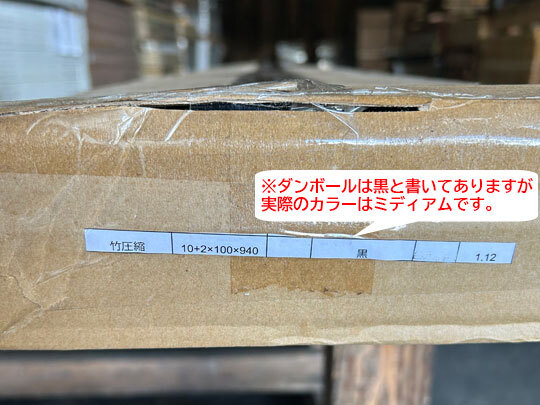 ※ダンボールは黒と書いてありますが
実際のカラーはミディアムです。
竹圧縮 10+2×100×940 黒 1.12